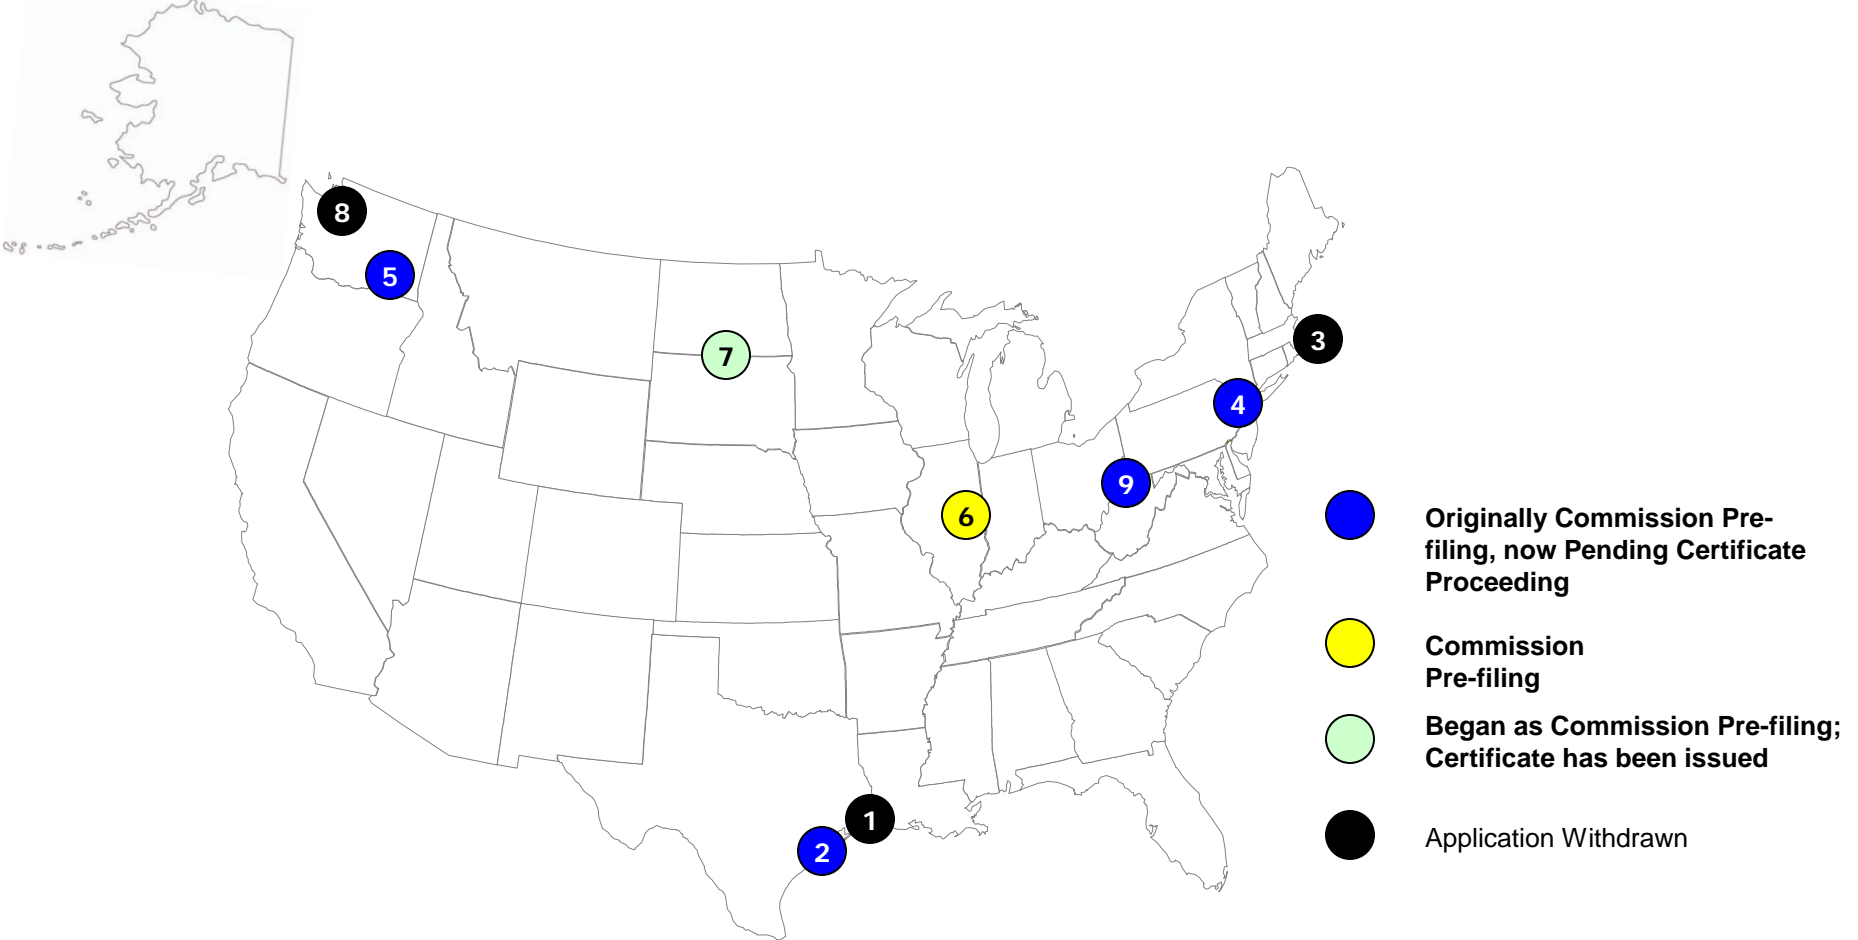 8
5
3
7
4
9
6
1
2
Originally Commission Pre-
filing, now Pending Certificate
Proceeding
Commission
Pre-filing
Began as Commission Pre-filing;
Certificate has been issued
Application Withdrawn